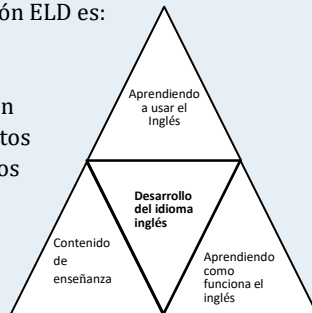 ón ELD es:
n
tos
os
Aprendiendo
a usar el
Inglés
Desarrollo
del idioma
inglés
Contenido
de
enseñanza
Aprendiendo
como
funciona el
inglés